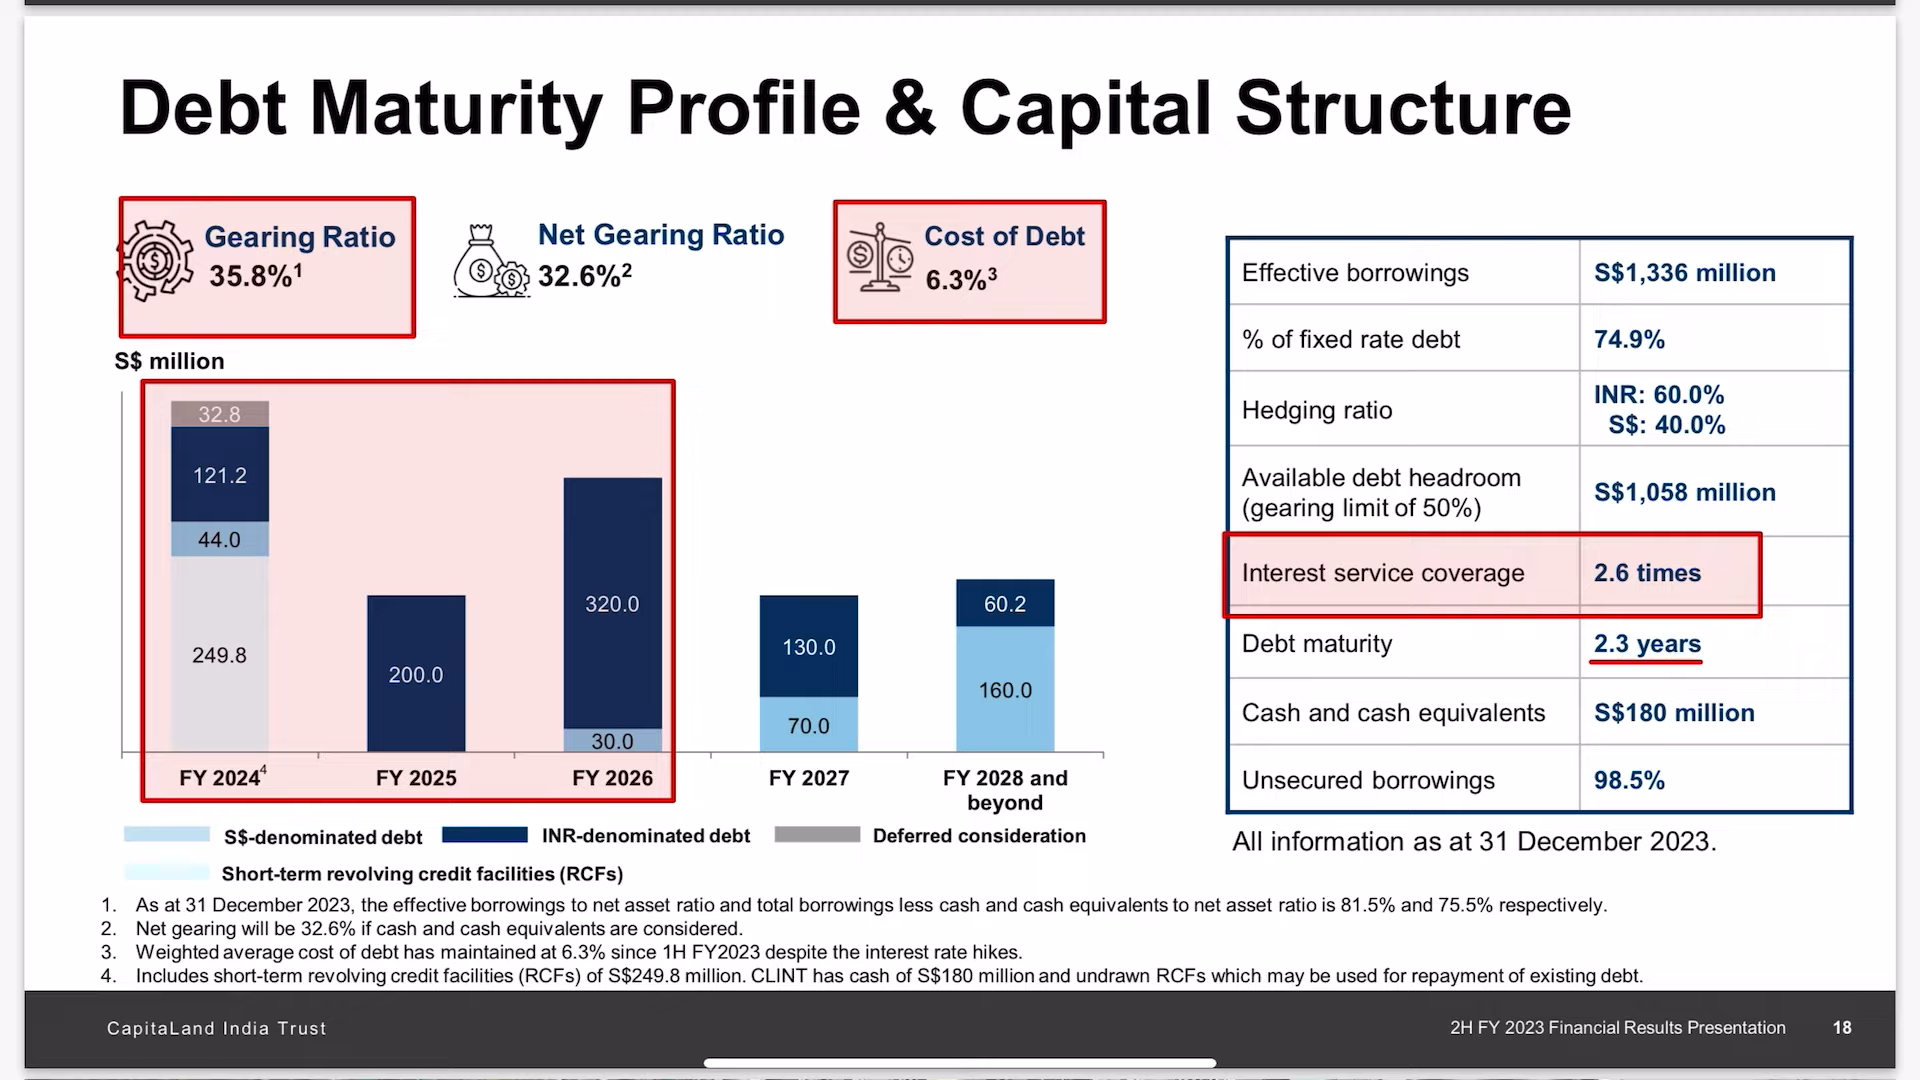 Debt Maturity Profile & Capital Structure
Gearing Ratio
35.8%1
Net Gearing Ratio
32.6%2
Cost of Debt
6.3%3
S$ million
32.8
121.2
44.0
249.8
200.0
320.0
30.0
130.0
70.0
60.2
160.0
FY 20244
FY 2025
FY 2026
FY 2027
FY 2028 and
beyond
S$-denominated debt
INR-denominated debt
Deferred consideration
Short-term revolving credit facilities (RCFs)
Effective borrowings S$1,336 million
% of fixed rate debt 74.9%
Hedging ratio
INR: 60.0%
S$: 40.0%
Available debt headroom
(gearing limit of 50%)
S$1,058 million
Interest service coverage 2.6 times
Debt maturity 2.3 years
Cash and cash equivalents S$180 million
Unsecured borrowings 98.5%
All information as at 31 December 2023.
1. As at 31 December 2023, the effective borrowings to net asset ratio and total borrowings less cash and cash equivalents to net asset ratio is 81.5% and 75.5% respectively.
2. Net gearing will be 32.6% if cash and cash equivalents are considered.
3. Weighted average cost of debt has maintained at 6.3% since 1H FY2023 despite the interest rate hikes.
4. Includes short-term revolving credit facilities (RCFs) of S$249.8 million. CLINT has cash of S$180 million and undrawn RCFs which may be used for repayment of existing debt.
CapitaLand India Trust
2H FY 2023 Financial Results Presentation 18